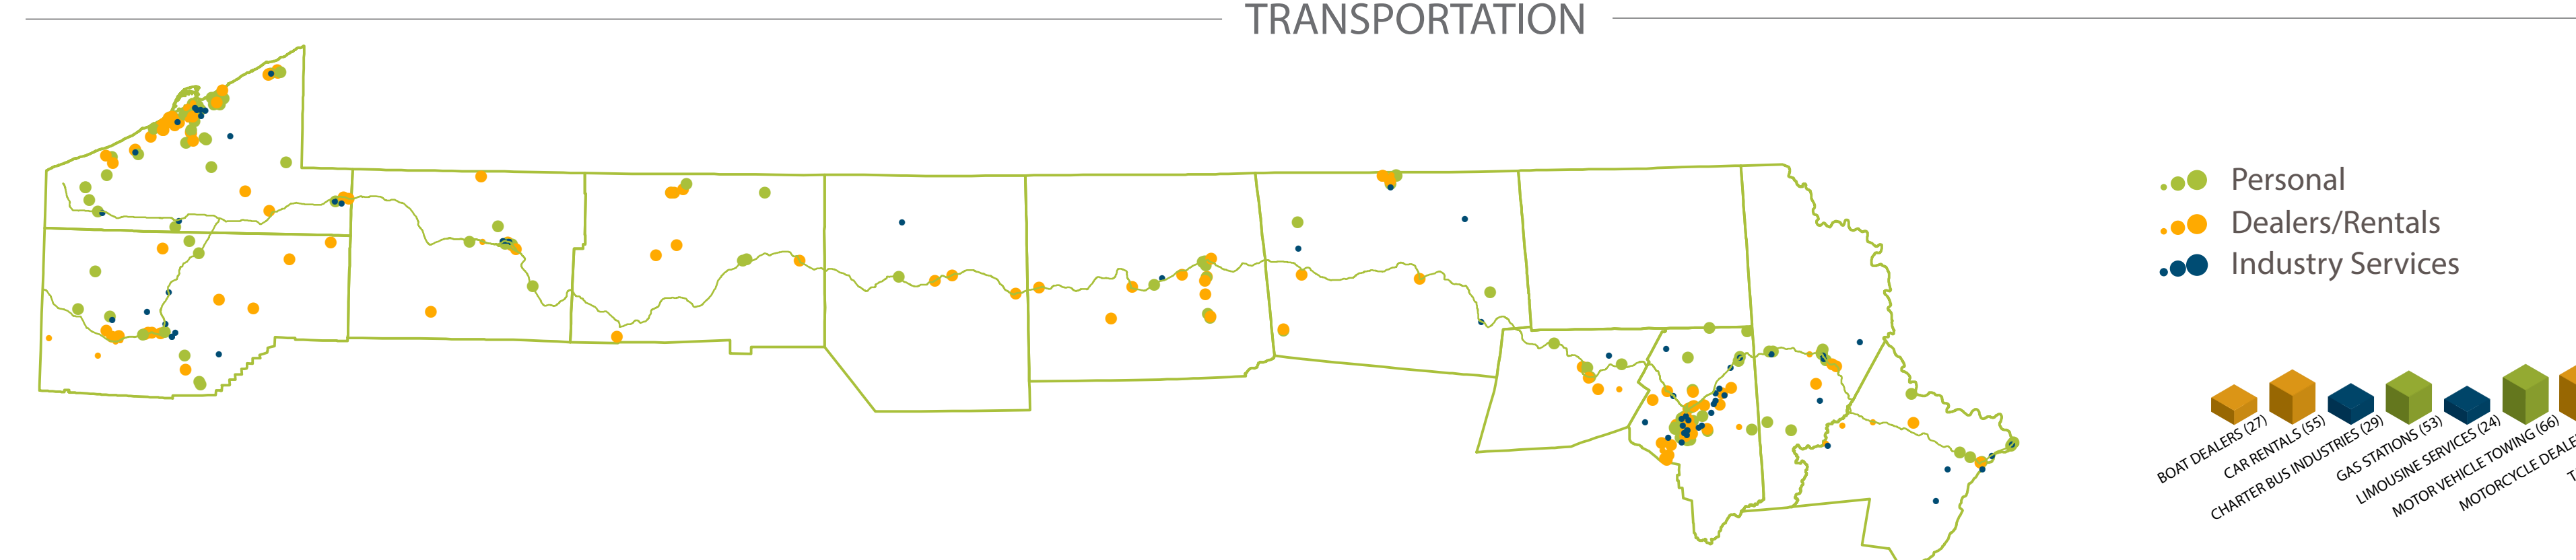 TRANSPORTATION
Personal
Dealers/Rentals
Industry Services
BOAT DEALERS (27)
CAR RENTALS (55)
CHARTER BUS INDUSTRIES (29)
GAS STATIONS (53)
LIMOUSINE SERVICES (24)
MOTOR VEHICLE TOWING (66)
MOTORCYCLE DEALE
T